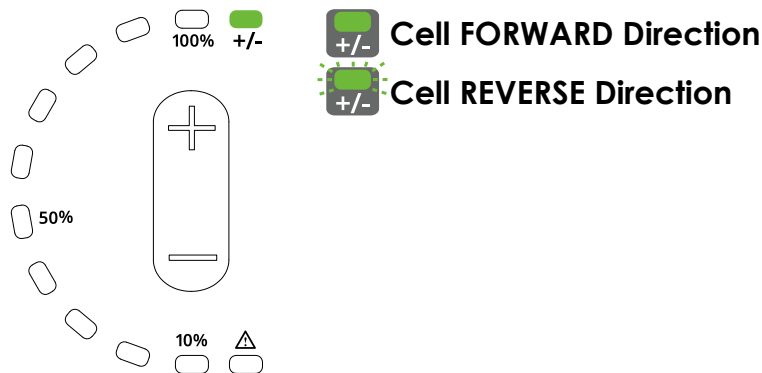 100%
+/-
50%
10%
+/- Cell FORWARD Direction
+/- Cell REVERSE Direction